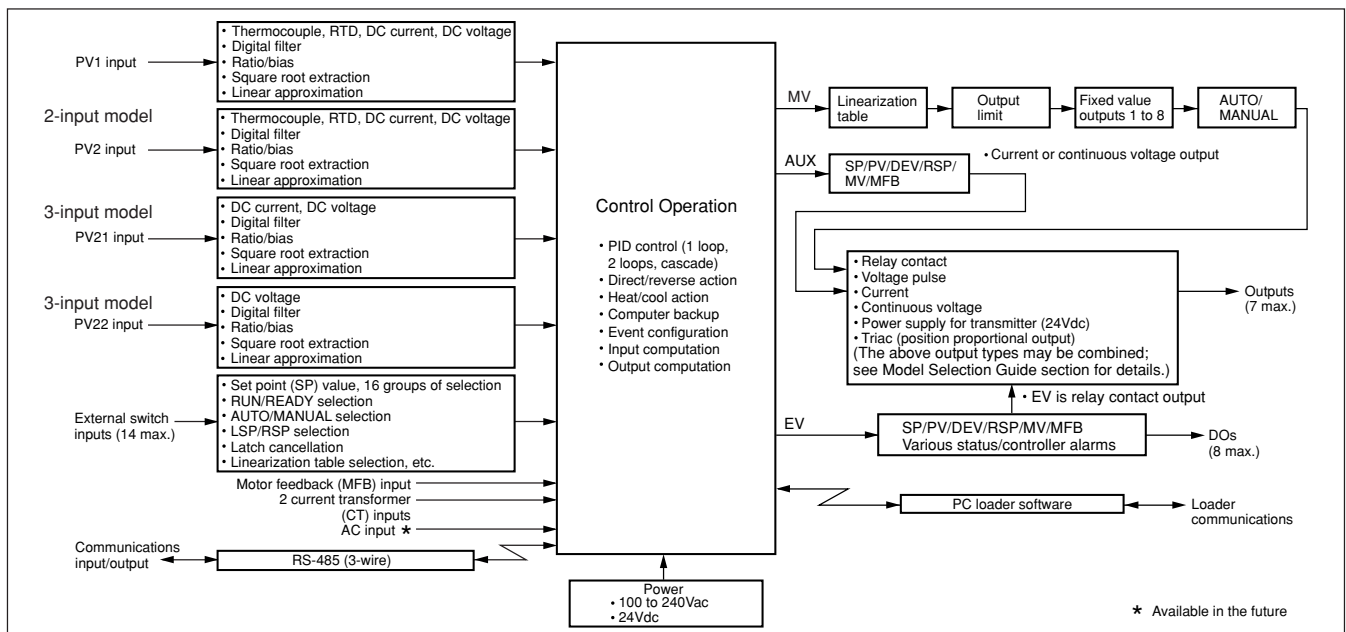 PV1 input
• Thermocouple, RTD, DC current, DC voltage
• Digital filter
• Ratio/bias
• Square root extraction
• Linear approximation
2-input model
PV2 input
• Thermocouple, RTD, DC current, DC voltage
• Digital filter
• Ratio/bias
• Square root extraction
• Linear approximation
3-input model
PV21 input
• DC current, DC voltage
• Digital filter
• Ratio/bias
• Square root extraction
• Linear approximation
3-input model
PV22 input
• DC voltage
• Digital filter
• Ratio/bias
• Square root extraction
• Linear approximation
External switch
inputs (14 max.)
• Set point (SP) value, 16 groups of selection
• RUN/READY selection
• AUTO/MANUAL selection
• LSP/RSP selection
• Latch cancellation
• Linearization table selection, etc.
Motor feedback (MFB) input
2 current transformer
(CT) inputs
AC input *
Communications
input/output
RS-485 (3-wire)
Control Operation
• PID control (1 loop,
2 loops, cascade)
• Direct/reverse action
• Heat/cool action
• Computer backup
• Event configuration
• Input computation
• Output computation
Power
• 100 to 240Vac
• 24Vdc
MV
Linearization
table
Output
limit
Fixed value
outputs 1 to 8
AUTO/
MANUAL
AUX
SP/PV/DEV/RSP/
MV/MFB
• Current or continuous voltage output
• Relay contact
• Voltage pulse
• Current
• Continuous voltage
• Power supply for transmitter (24Vdc)
• Triac (position proportional output)
(The above output types may be combined;
see Model Selection Guide section for details.)
Outputs
(7 max.)
• EV is relay contact output
EV
SP/PV/DEV/RSP/MV/MFB
Various status/controller alarms
DOs
(8 max.)
PC loader software
Loader
communications
* Available in the future